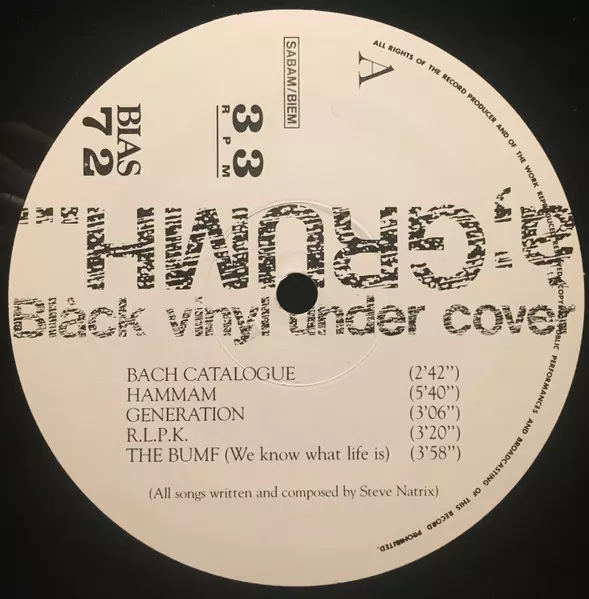 ALL RIGHTS OF THE RECORD PRODUCER AND OF THE WORK REPRODUCED RESERVED COPYING PUBLIC PERFORMANCES AND BROADCASTING OF THIS RECORD PROHIBITED.
A
SABAM/BIEM
33
RPM
BIAS
72
GRUMH...
Black vinyl under cover
BACH CATALOGUE (2'42")
HAMMAM (5'40")
GENERATION (3'06")
R.L.P.K. (3'20")
THE BUMF (We know what life is) (3'58")
(All songs written and composed by Steve Natrix)